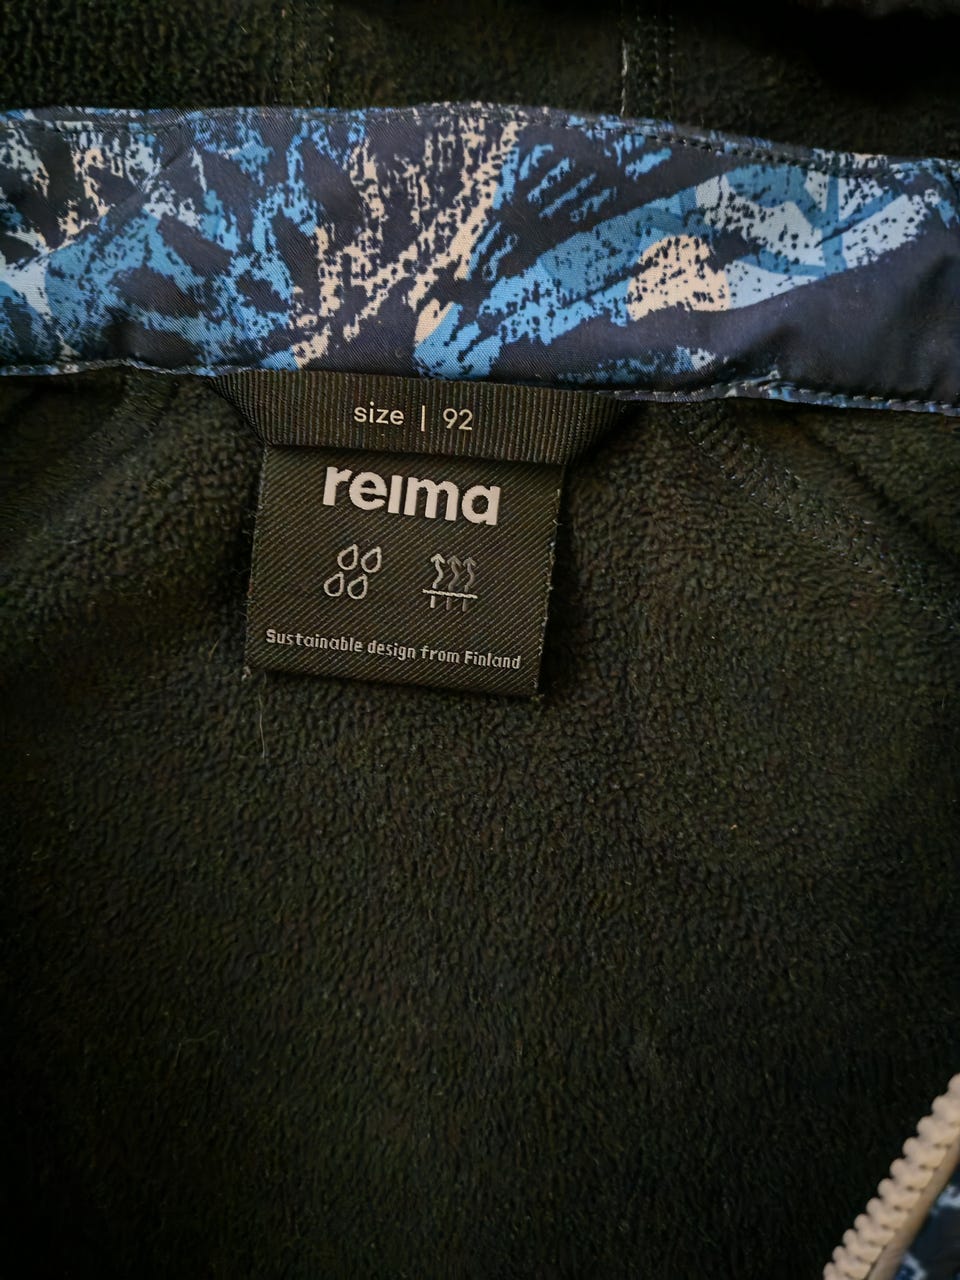 size | 92
reima
Sustainable design from Finland